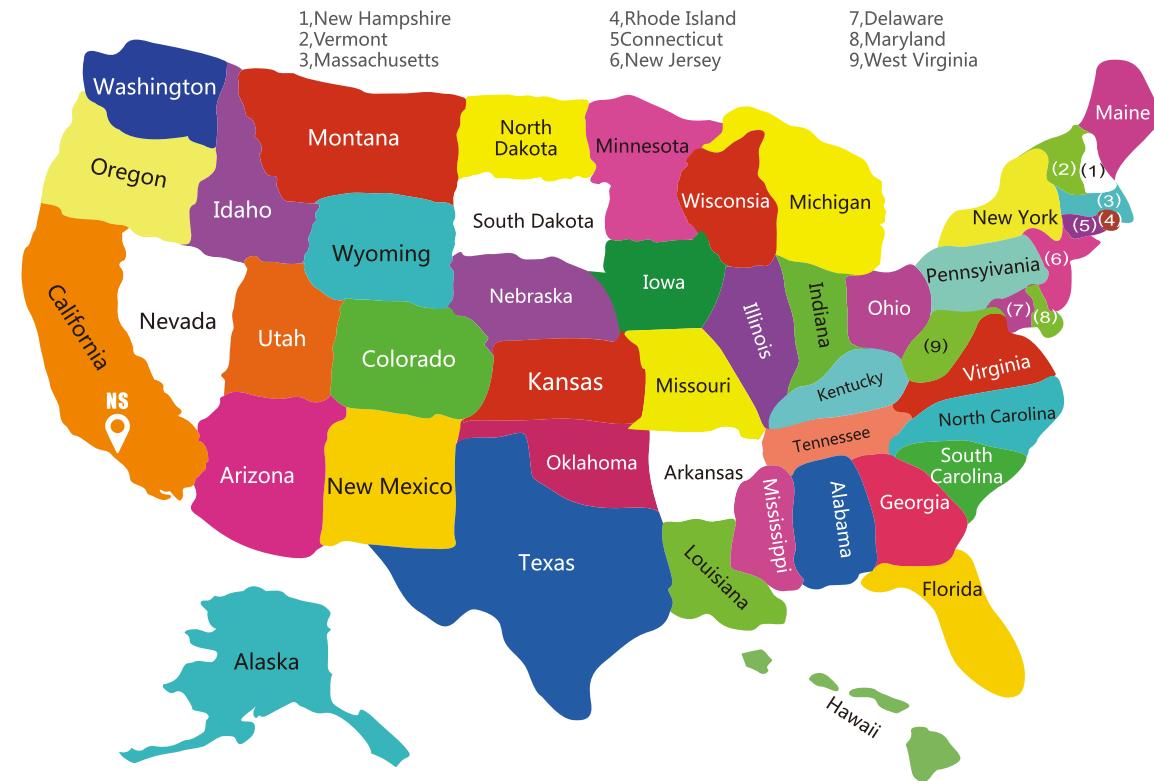 1,New Hampshire
2,Vermont
3,Massachusetts
4,Rhode Island
5Connecticut
6,New Jersey
7,Delaware
8,Maryland
9,West Virginia
Washington
Oregon
California
NS
Nevada
Idaho
Montana
Wyoming
Utah
Colorado
Arizona
New Mexico
North
Dakota
South Dakota
Nebraska
Kansas
Oklahoma
Texas
Minnesota
Iowa
Missouri
Arkansas
Louisiana
Wisconsia
Illinois
Michigan
Indiana
Ohio
Kentucky
Tennessee
Mississippi
Alabama
Georgia
Florida
South
Carolina
North Carolina
Virginia
(9)
Pennsyivania
New York
(2)
(1)
Maine
(3)
(5)
(4)
(6)
(7)
(8)
Alaska
Hawaii